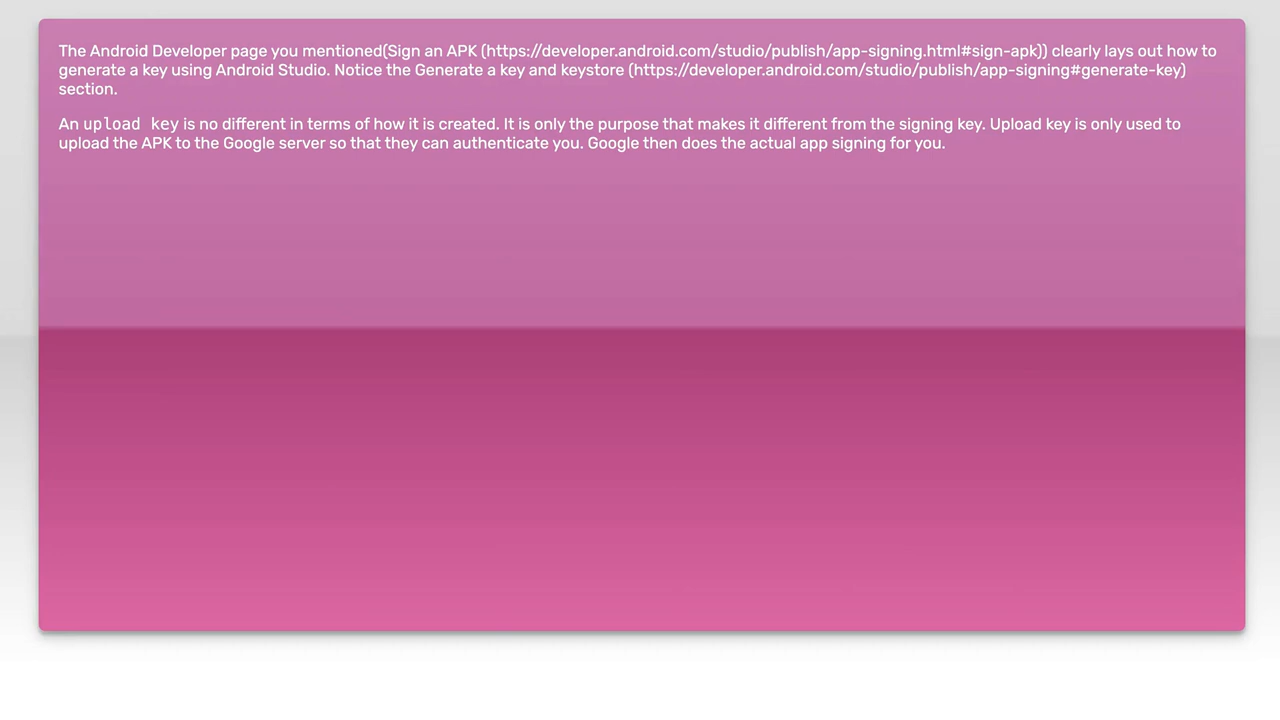 The Android Developer page you mentioned(Sign an APK (https://developer.android.com/studio/publish/app-signing.html#sign-apk)) clearly lays out how to
generate a key using Android Studio. Notice the Generate a key and keystore (https://developer.android.com/studio/publish/app-signing#generate-key)
section.
An upload key is no different in terms of how it is created. It is only the purpose that makes it different from the signing key. Upload key is only used to
upload the APK to the Google server so that they can authenticate you. Google then does the actual app signing for you.